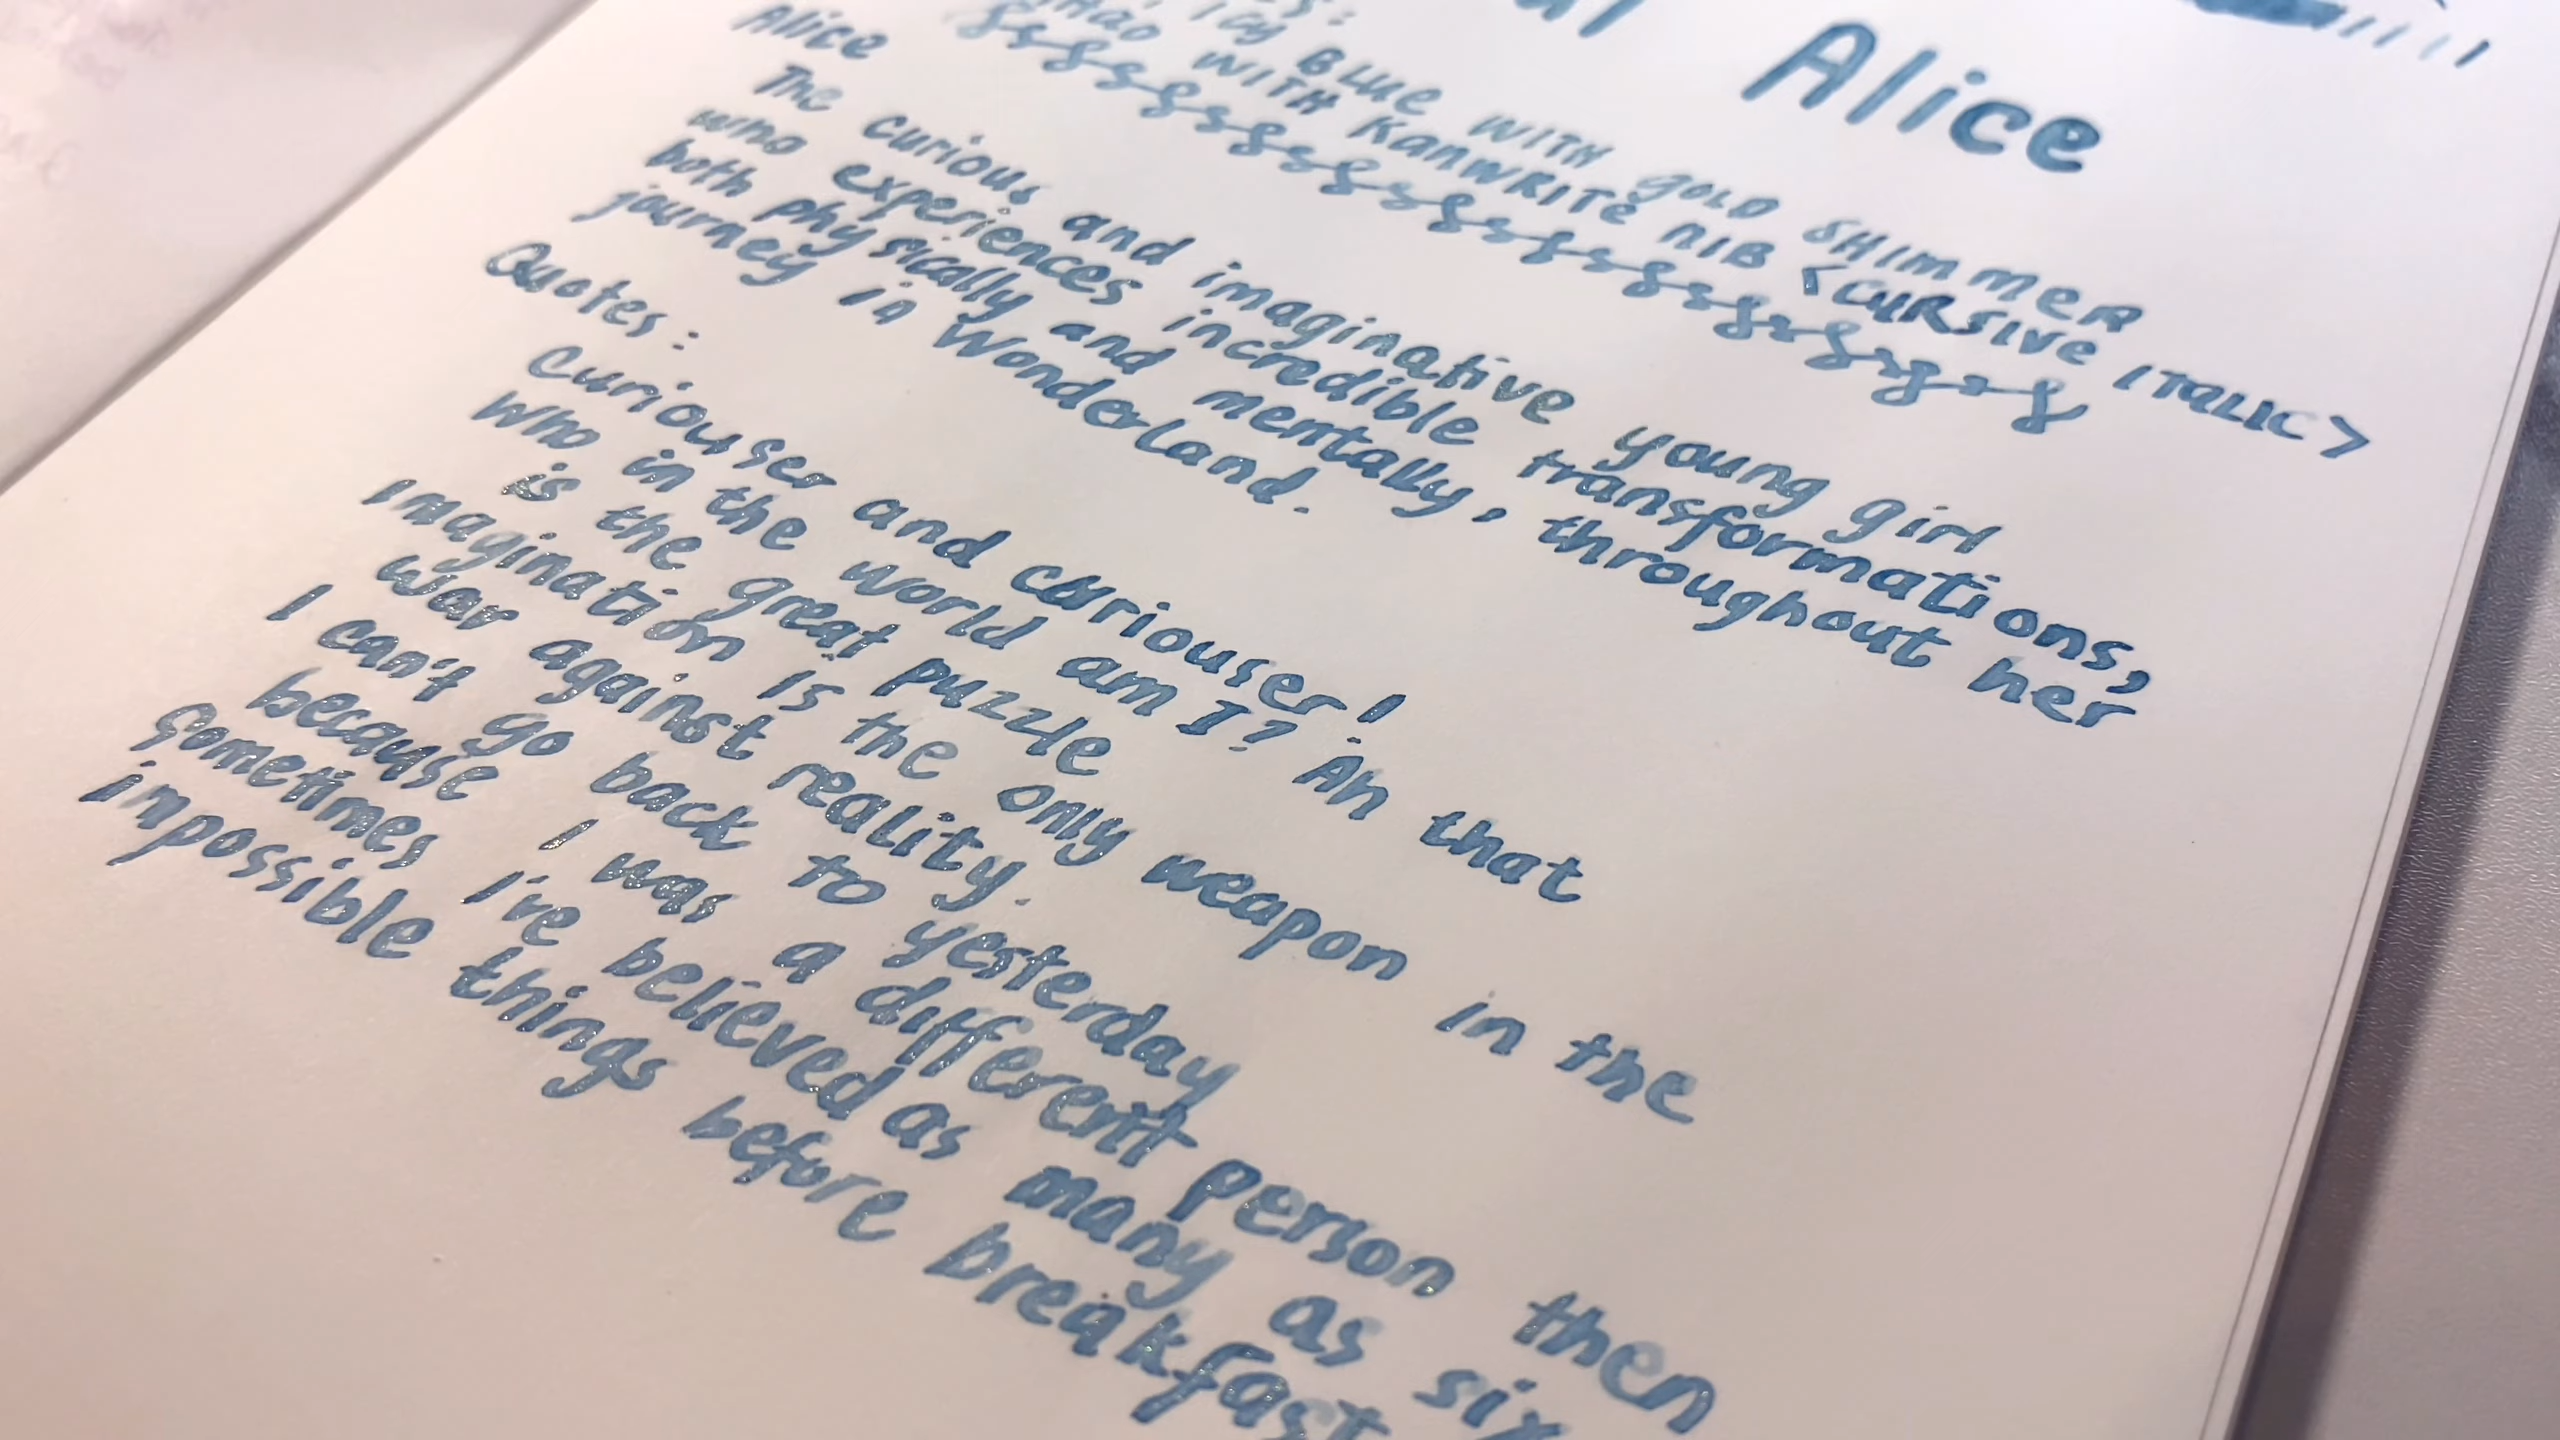 Alice
ICY BLUE WITH GOLD SHIMMER
WITH KANWRITE NIB <CURSIVE ITALIC>
Alice
The curious and imaginative young girl
who experiences incredible transformations,
both physically and mentally, throughout her
journey in Wonderland.
Quotes:
Curiouser and curiouser!
Who in the world am I? Ah that
is the great puzzle
Imagination is the only weapon in the
war against reality.
I can't go back to yesterday
because I was a different person then
Sometimes I've believed as many as six
impossible things before breakfast